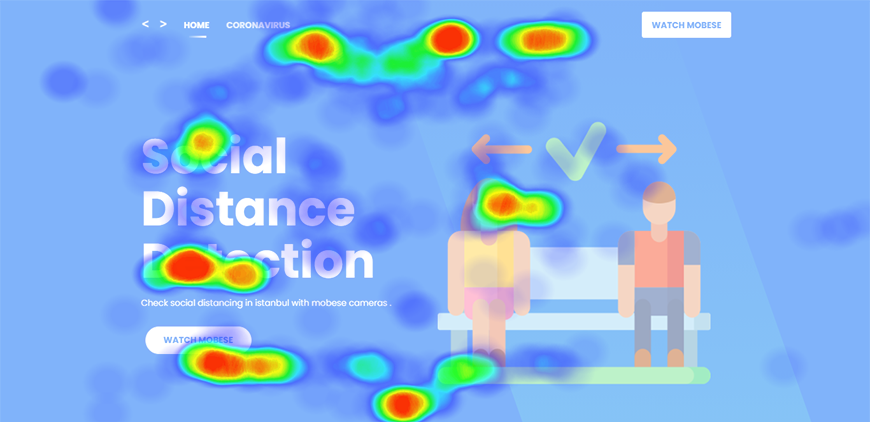 < > HOME CORONAVIRUS WATCH MOBESE
Social
Distance
Detection
Check social distancing in istanbul with mobese cameras .
WATCH MOBESE